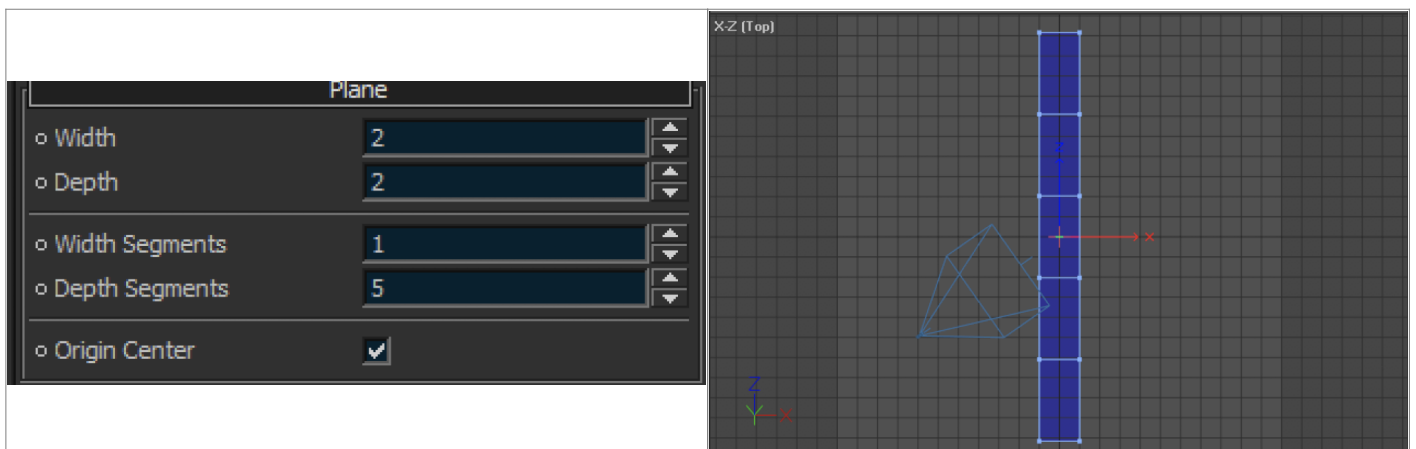 Plane
Width 2
Depth 2
Width Segments 1
Depth Segments 5
Origin Center
X-Z (Top)
Z
X
Z
Y X